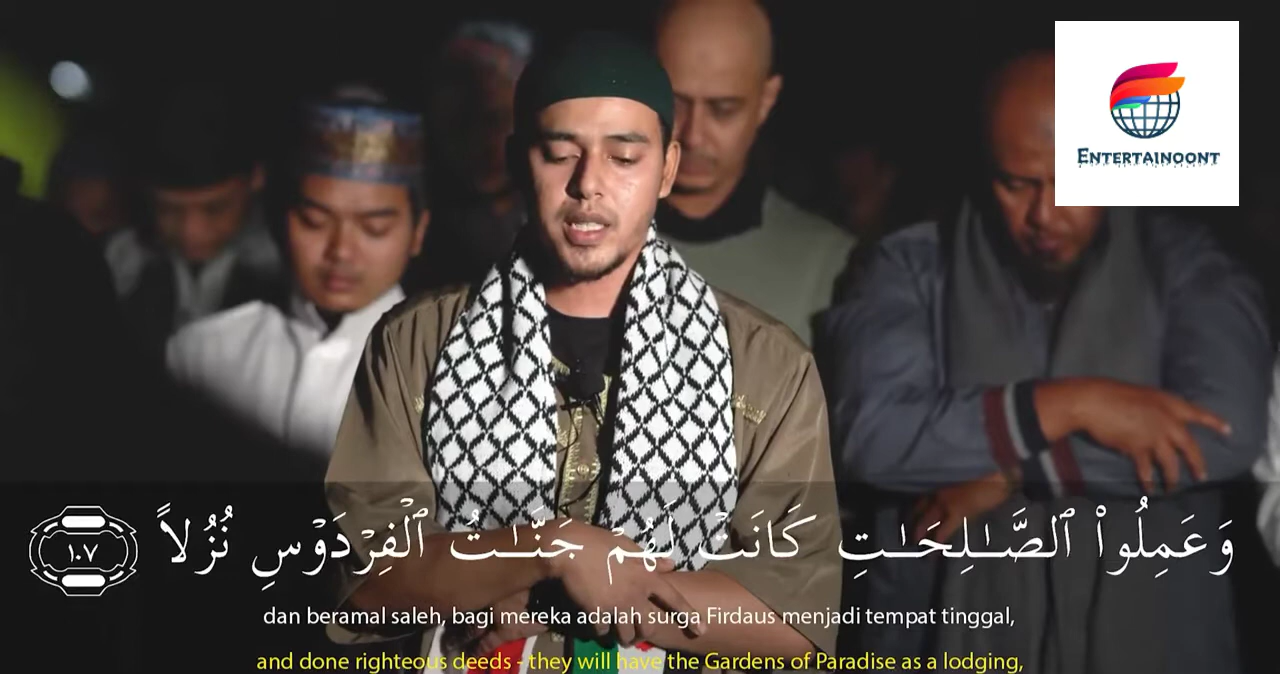 ENTERTAINOONT
وَعَمِلُوا۟ ٱلصَّـٰلِحَـٰتِ كَانَتْ لَهُمْ جَنَّـٰتُ ٱلْفِرْدَوْسِ نُزُلاً ١٠٧
dan beramal saleh, bagi mereka adalah surga Firdaus menjadi tempat tinggal,
and done righteous deeds - they will have the Gardens of Paradise as a lodging,